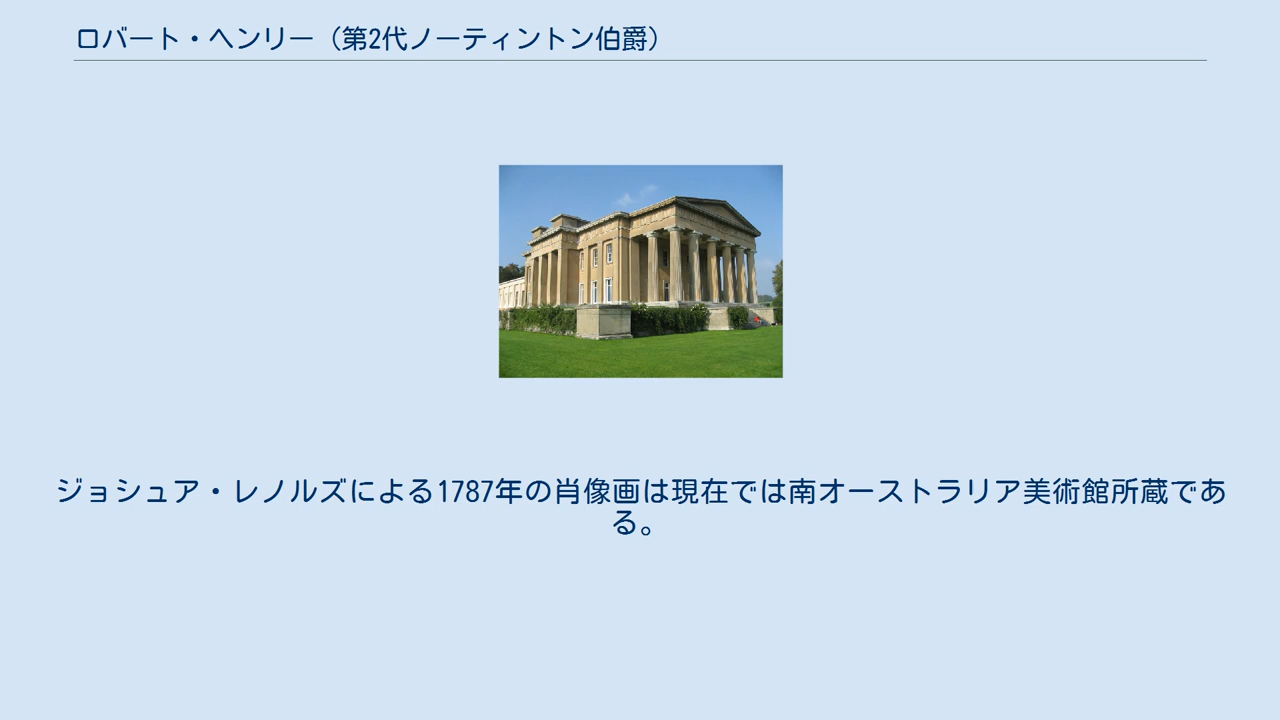 ロバート・ヘンリー（第2代ノーティントン伯爵）
ジョシュア・レノルズによる1787年の肖像画は現在では南オーストラリア美術館所蔵であ
る。